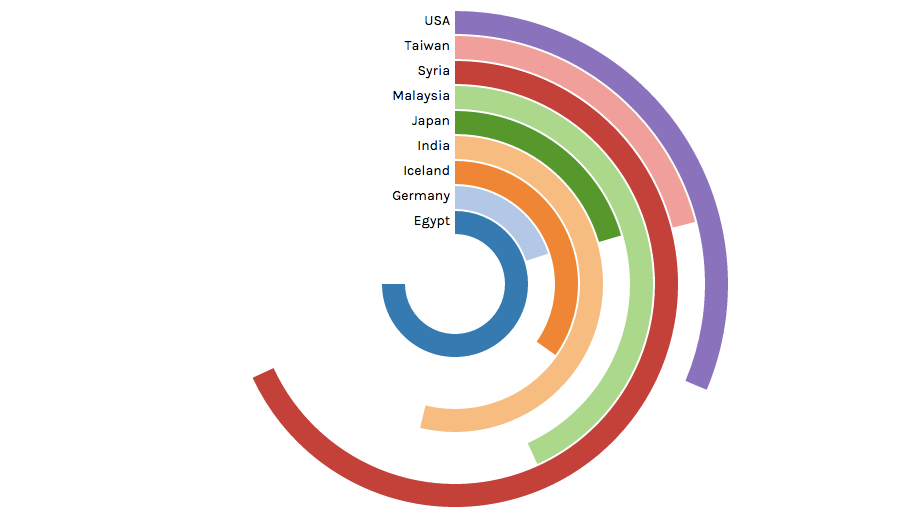 USA
Taiwan
Syria
Malaysia
Japan
India
Iceland
Germany
Egypt